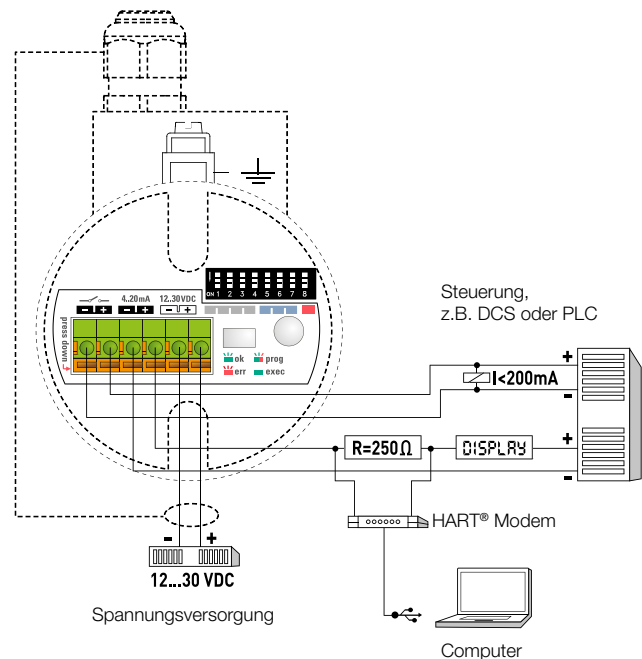 ON 1 2 3 4 5 6 7 8
4..20mA 12..30VDC
- +
- +
- U +
press down
ok prog
err exec
Steuerung,
z.B. DCS oder PLC
+
I<200mA
-
R=250Ω
DISPLAY
+
-
HART® Modem
- +
12...30 VDC
Spannungsversorgung
Computer